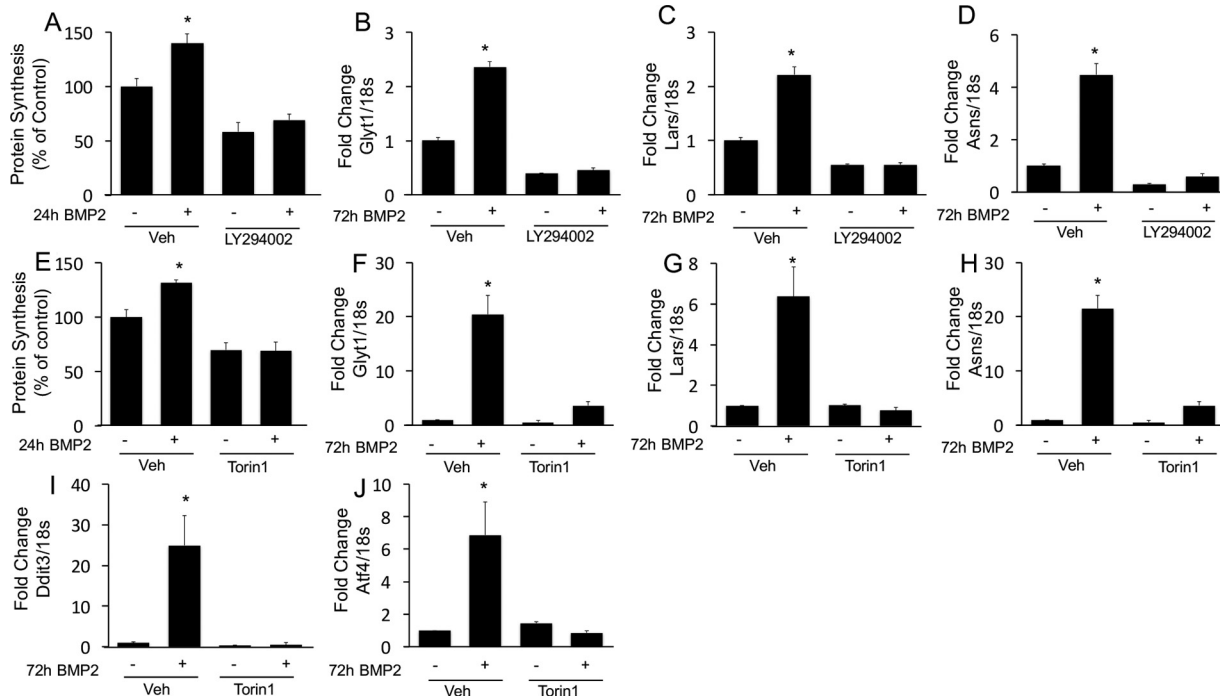 A
Protein Synthesis
(% of Control)
150
100
50
0
*
24h BMP2 - + - +
Veh LY294002
B
Fold Change
Glyt1/18s
3
2
1
0
*
72h BMP2 - + - +
Veh LY294002
C
Fold Change
Lars/18s
3
2
1
0
*
72h BMP2 - + - +
Veh LY294002
D
Fold Change
Asns/18s
6
4
2
0
*
72h BMP2 - + - +
Veh LY294002
E
Protein Synthesis
(% of control)
150
100
50
0
*
24h BMP2 - + - +
Veh Torin1
F
Fold Change
Glyt1/18s
30
20
10
0
*
72h BMP2 - + - +
Veh Torin1
G
Fold Change
Lars/18s
8
6
4
2
0
*
72h BMP2 - + - +
Veh Torin1
H
Fold Change
Asns/18s
30
20
10
0
*
72h BMP2 - + - +
Veh Torin1
I
Fold Change
Ddit3/18s
40
30
20
10
0
*
72h BMP2 - + - +
Veh Torin1
J
Fold Change
Atf4/18s
10
8
6
4
2
0
*
72h BMP2 - + - +
Veh Torin1